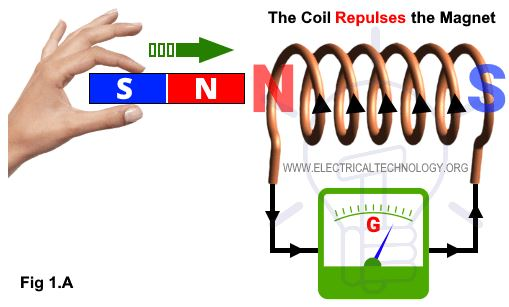 The Coil Repulses the Magnet
S N
N S
WWW.ELECTRICALTECHNOLOGY.ORG
G
Fig 1.A